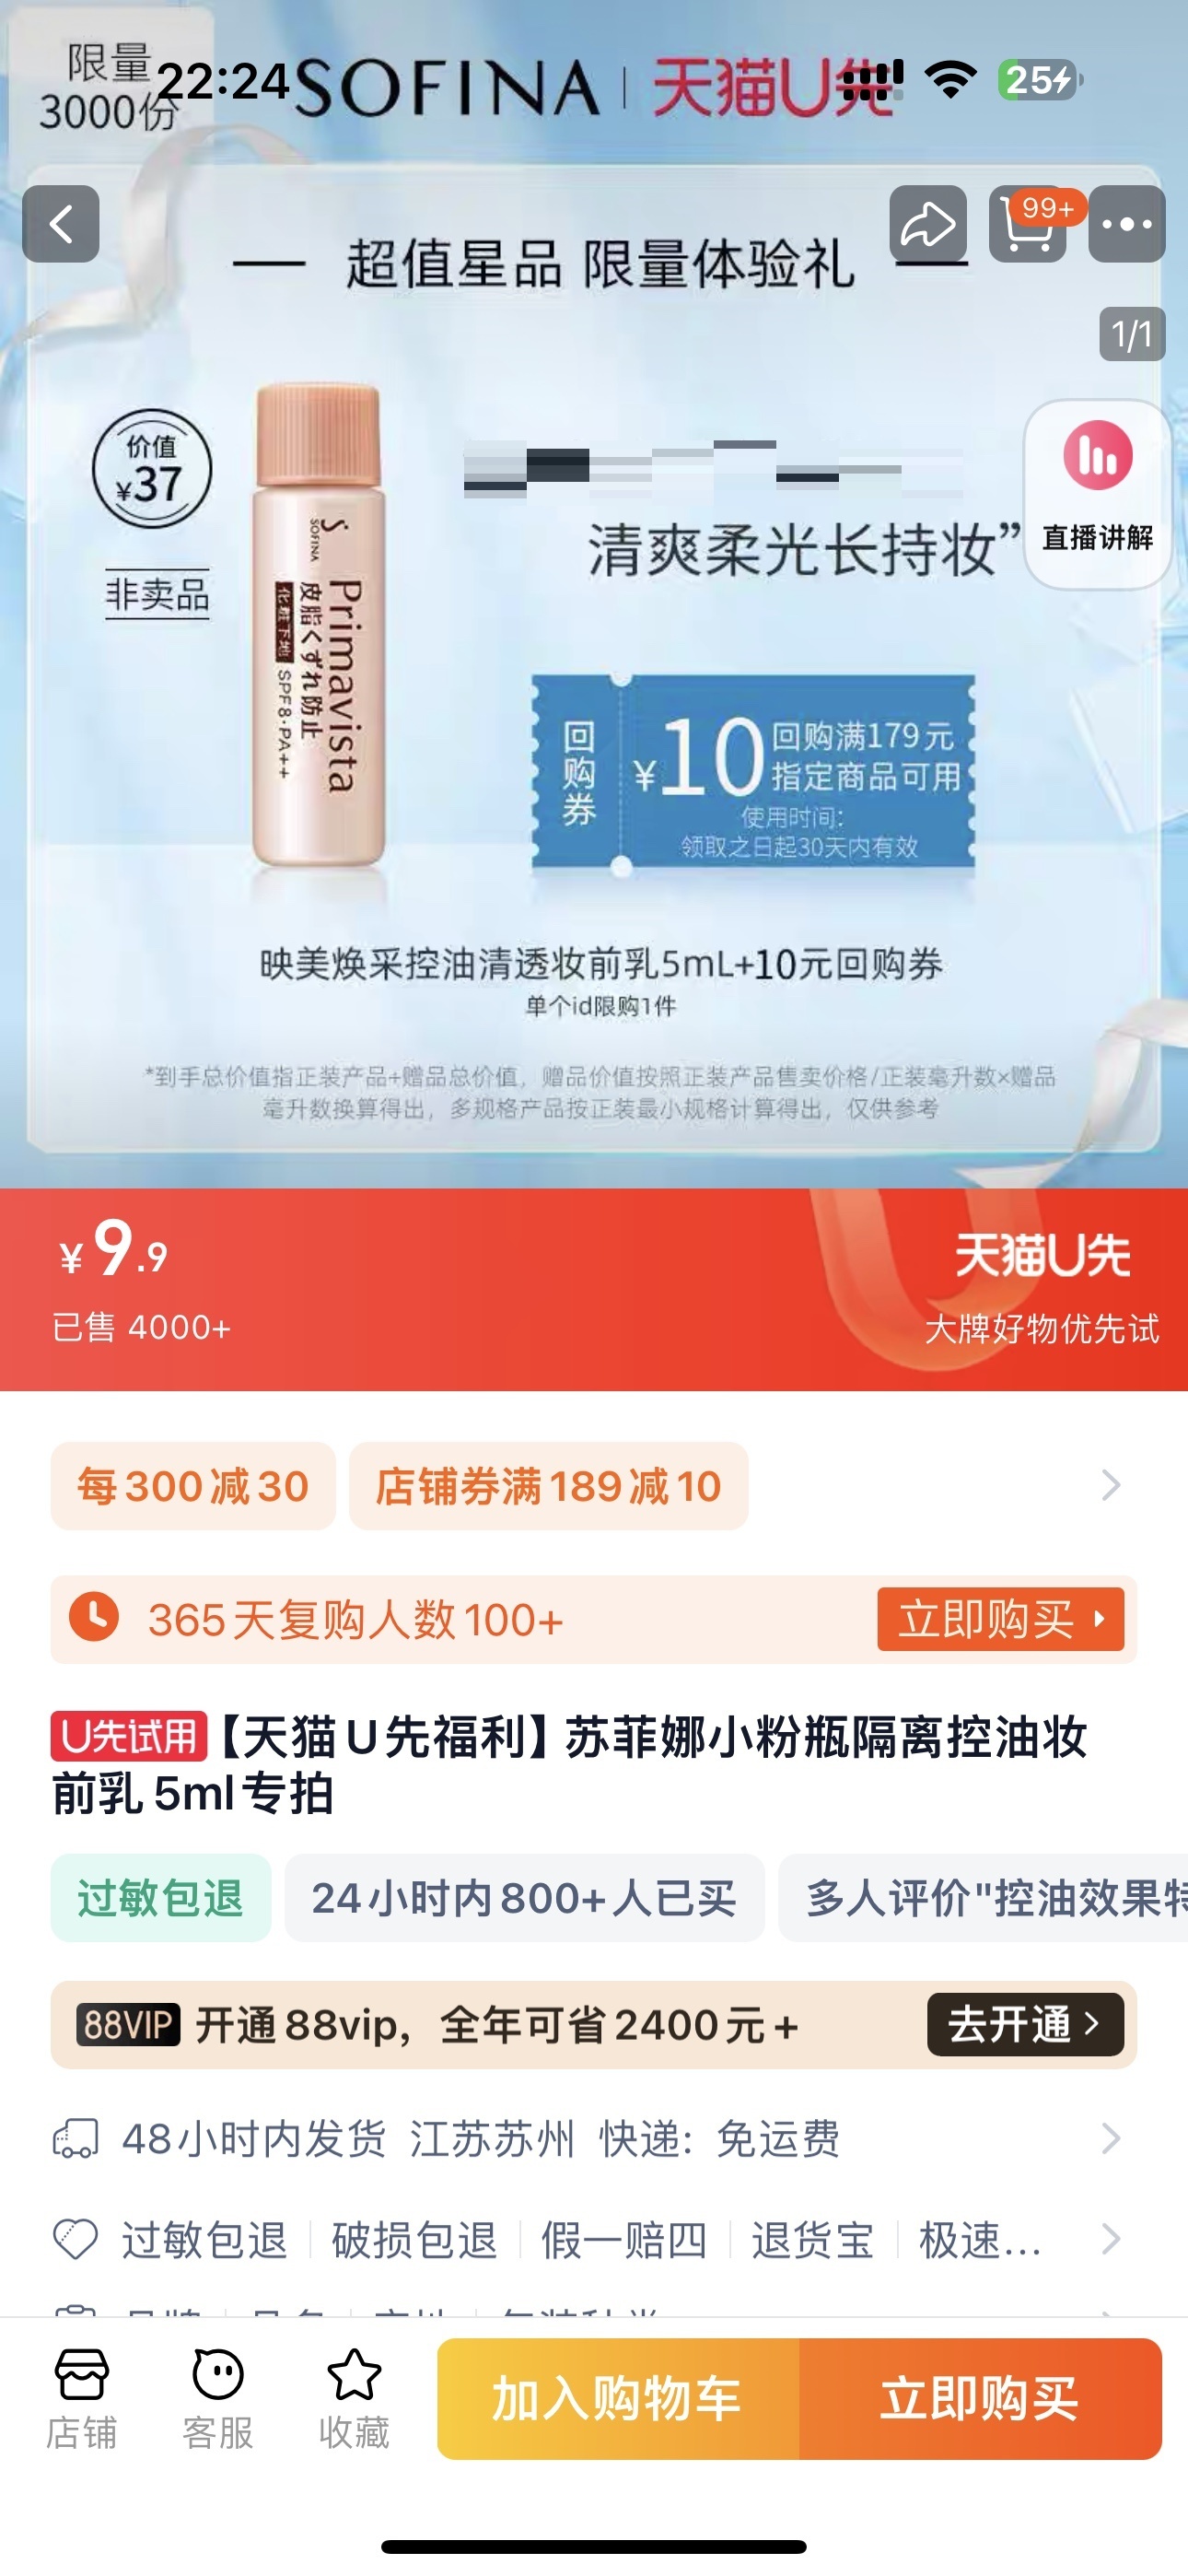 限量
3000份
22:24
SOFINA | 天猫U先
25
99+
超值星品 限量体验礼
1/1
价值
¥37
非卖品
SOFINA
Primavista
皮脂くずれ防止
化粧下地 SPF8·PA++
清爽柔光长持妆”
直播讲解
回购券
¥10
回购满179元
指定商品可用
使用时间:
领取之日起30天内有效
映美焕采控油清透妆前乳5mL+10元回购券
单个id限购1件
*到手总价值指正装产品+赠品总价值，赠品价值按照正装产品售卖价格/正装毫升数×赠品
毫升数换算得出，多规格产品按正装最小规格计算得出，仅供参考
¥9.9
天猫U先
已售 4000+
大牌好物优先试
每300减30
店铺券满189减10
365天复购人数100+
立即购买
U先试用【天猫U先福利】苏菲娜小粉瓶隔离控油妆
前乳5ml专拍
过敏包退
24小时内800+人已买
多人评价"控油效果特
88VIP 开通88vip，全年可省2400元+
去开通
48小时内发货 江苏苏州 快递: 免运费
过敏包退 | 破损包退 | 假一赔四 | 退货宝 | 极速...
店铺
客服
收藏
加入购物车
立即购买